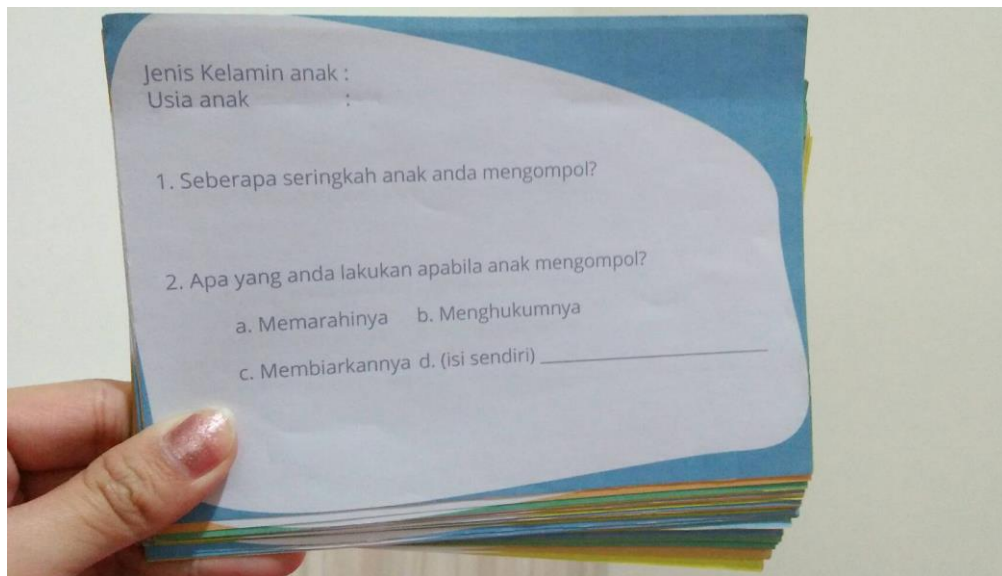 Jenis Kelamin anak :
Usia anak :
1. Seberapa seringkah anak anda mengompol?
2. Apa yang anda lakukan apabila anak mengompol?
a. Memarahinya b. Menghukumnya
c. Membiarkannya d. (isi sendiri) ____________________